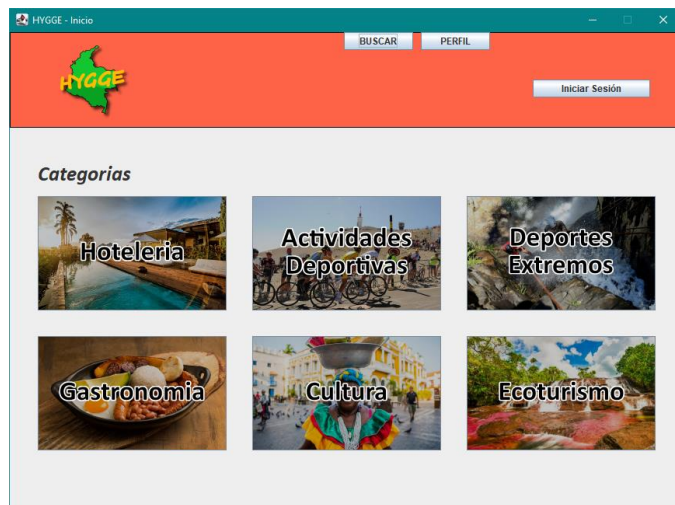 HYGGE - Inicio
BUSCAR
PERFIL
HYGGE
Iniciar Sesión
Categorias
Hoteleria
Actividades
Deportivas
Deportes
Extremos
Gastronomia
Cultura
Ecoturismo